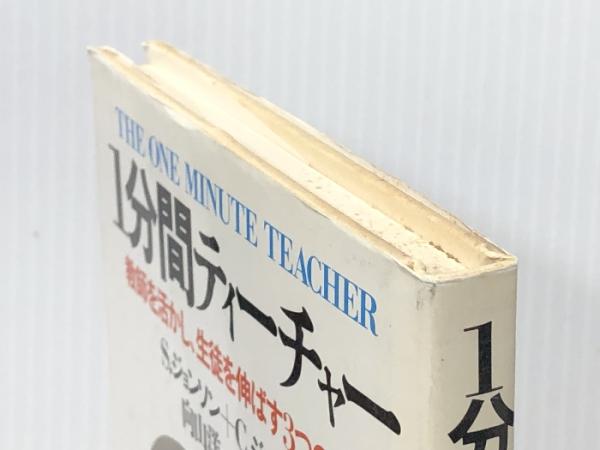 THE ONE MINUTE TEACHER
1分間ティーチャー
教師を活かし、生徒を伸ばす3つの
S.ジョンソン+C.ジ
向山洋
1分